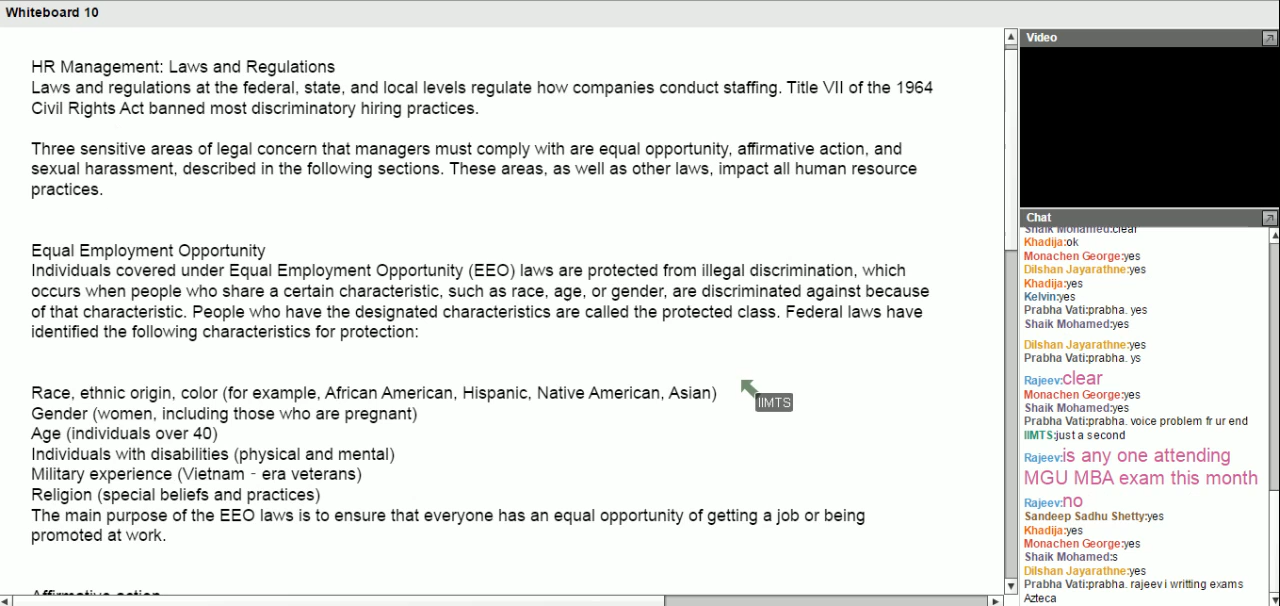 Whiteboard 10
HR Management: Laws and Regulations
Laws and regulations at the federal, state, and local levels regulate how companies conduct staffing. Title VII of the 1964
Civil Rights Act banned most discriminatory hiring practices.
Three sensitive areas of legal concern that managers must comply with are equal opportunity, affirmative action, and
sexual harassment, described in the following sections. These areas, as well as other laws, impact all human resource
practices.
Equal Employment Opportunity
Individuals covered under Equal Employment Opportunity (EEO) laws are protected from illegal discrimination, which
occurs when people who share a certain characteristic, such as race, age, or gender, are discriminated against because
of that characteristic. People who have the designated characteristics are called the protected class. Federal laws have
identified the following characteristics for protection:
Race, ethnic origin, color (for example, African American, Hispanic, Native American, Asian)
IIMTS
Gender (women, including those who are pregnant)
Age (individuals over 40)
Individuals with disabilities (physical and mental)
Military experience (Vietnam - era veterans)
Religion (special beliefs and practices)
The main purpose of the EEO laws is to ensure that everyone has an equal opportunity of getting a job or being
promoted at work.
Affirmative action
Video
Chat
Shaik Mohamed:clear
Khadija:ok
Monachen George:yes
Dilshan Jayarathne:yes
Khadija:yes
Kelvin:yes
Prabha Vati:prabha. yes
Shaik Mohamed:yes
Dilshan Jayarathne:yes
Prabha Vati:prabha. ys
Rajeev:clear
Monachen George:yes
Shaik Mohamed:yes
Prabha Vati:prabha. voice problem fr ur end
IIMTS:just a second
Rajeev:is any one attending
MGU MBA exam this month
Rajeev:no
Sandeep Sadhu Shetty:yes
Khadija:yes
Monachen George:yes
Shaik Mohamed:s
Dilshan Jayarathne:yes
Prabha Vati:prabha. rajeev i writting exams
Azteca